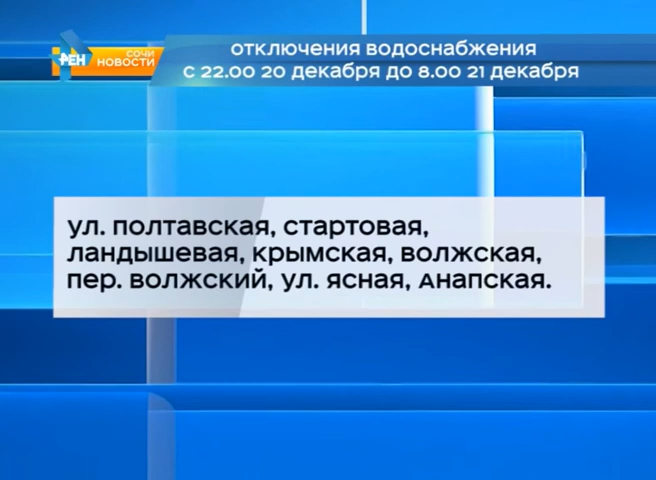 РЕН
СОЧИ
НОВОСТИ
ОТКЛЮЧЕНИЯ ВОДОСНАБЖЕНИЯ
С 22.00 20 ДЕКАБРЯ ДО 8.00 21 ДЕКАБРЯ
УЛ. ПОЛТАВСКАЯ, СТАРТОВАЯ,
ЛАНДЫШЕВАЯ, КРЫМСКАЯ, ВОЛЖСКАЯ,
ПЕР. ВОЛЖСКИЙ, УЛ. ЯСНАЯ, АНАПСКАЯ.